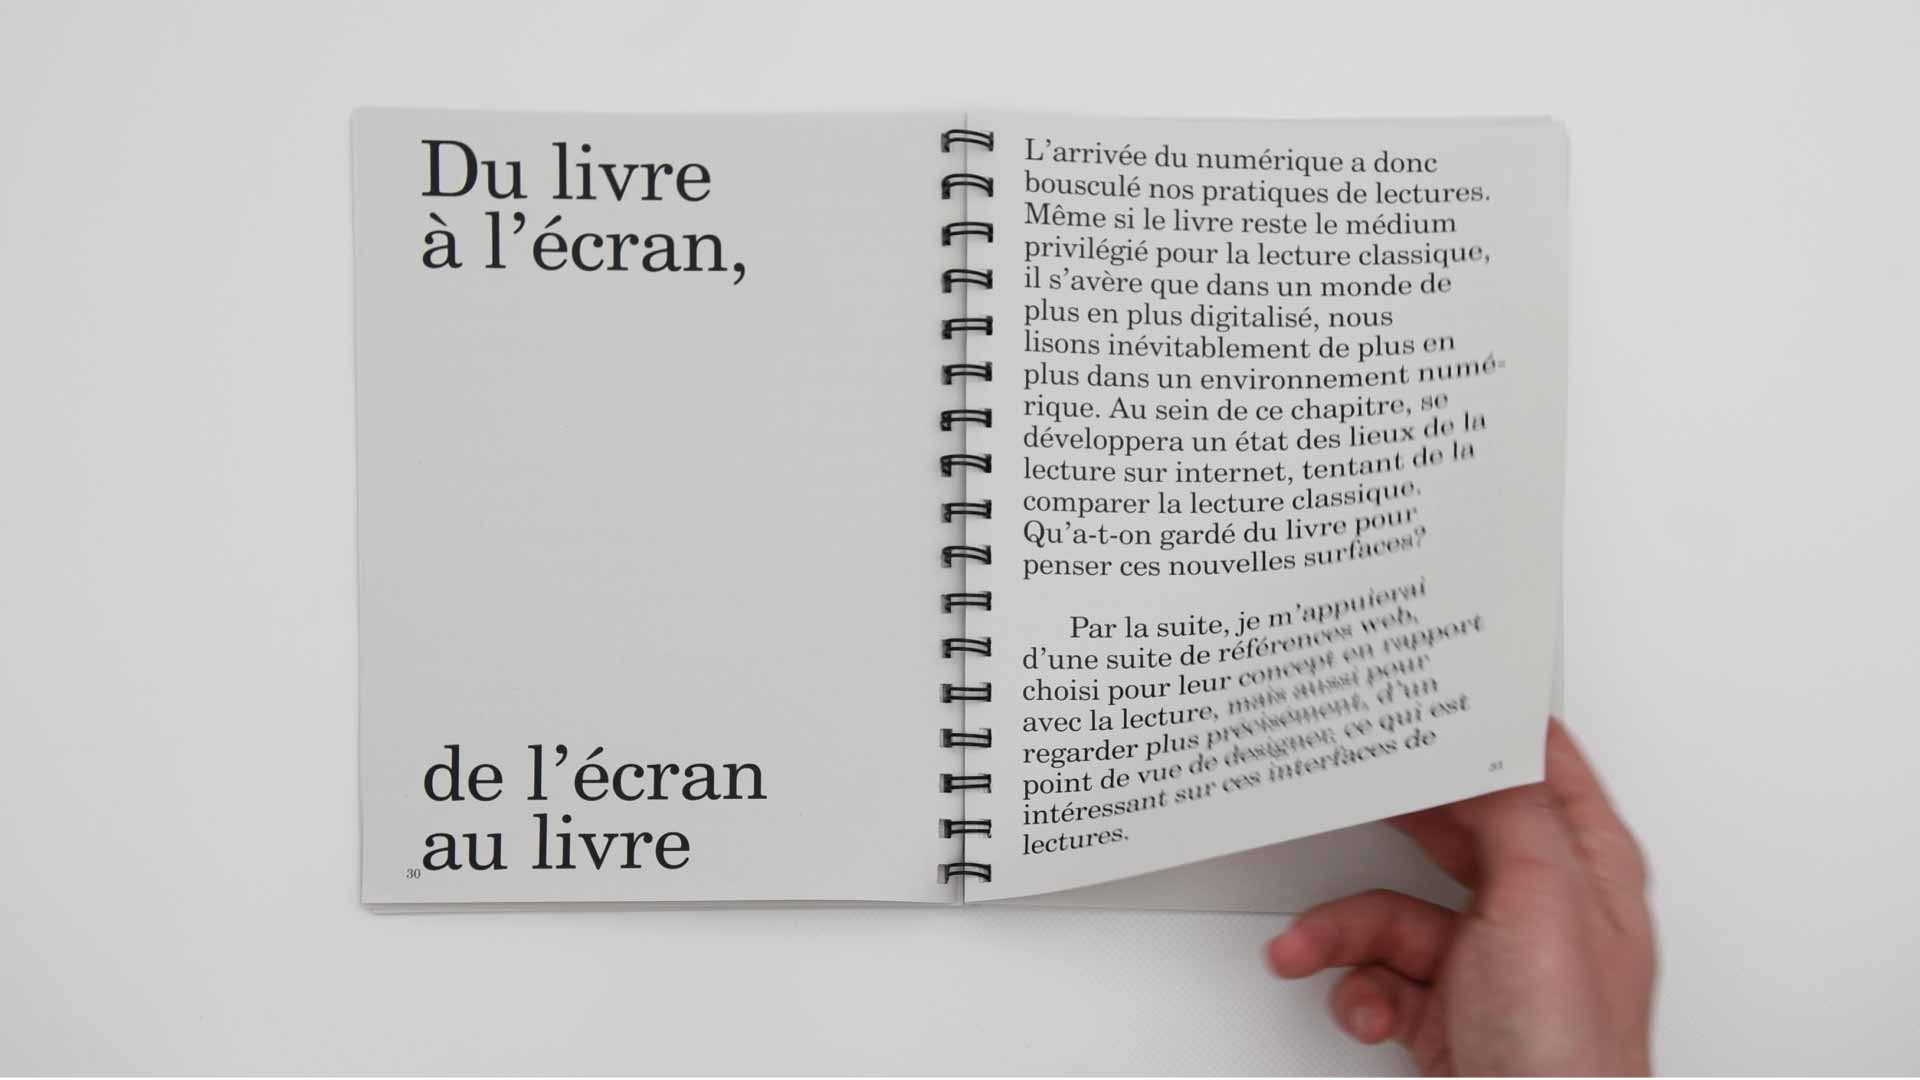 Du livre
à l’écran,
de l’écran
au livre
30
L’arrivée du numérique a donc
bousculé nos pratiques de lectures.
Même si le livre reste le médium
privilégié pour la lecture classique,
il s’avère que dans un monde de
plus en plus digitalisé, nous
lisons inévitablement de plus en
plus dans un environnement numé-
rique. Au sein de ce chapitre, se
développera un état des lieux de la
lecture sur internet, tentant de la
comparer la lecture classique.
Qu’a-t-on gardé du livre pour
penser ces nouvelles surfaces?
Par la suite, je m’appuierai
d’une suite de références web,
choisi pour leur concept en rapport
avec la lecture, mais aussi pour
regarder plus précisément, d’un
point de vue de designer, ce qui est
intéressant sur ces interfaces de
lectures.
31